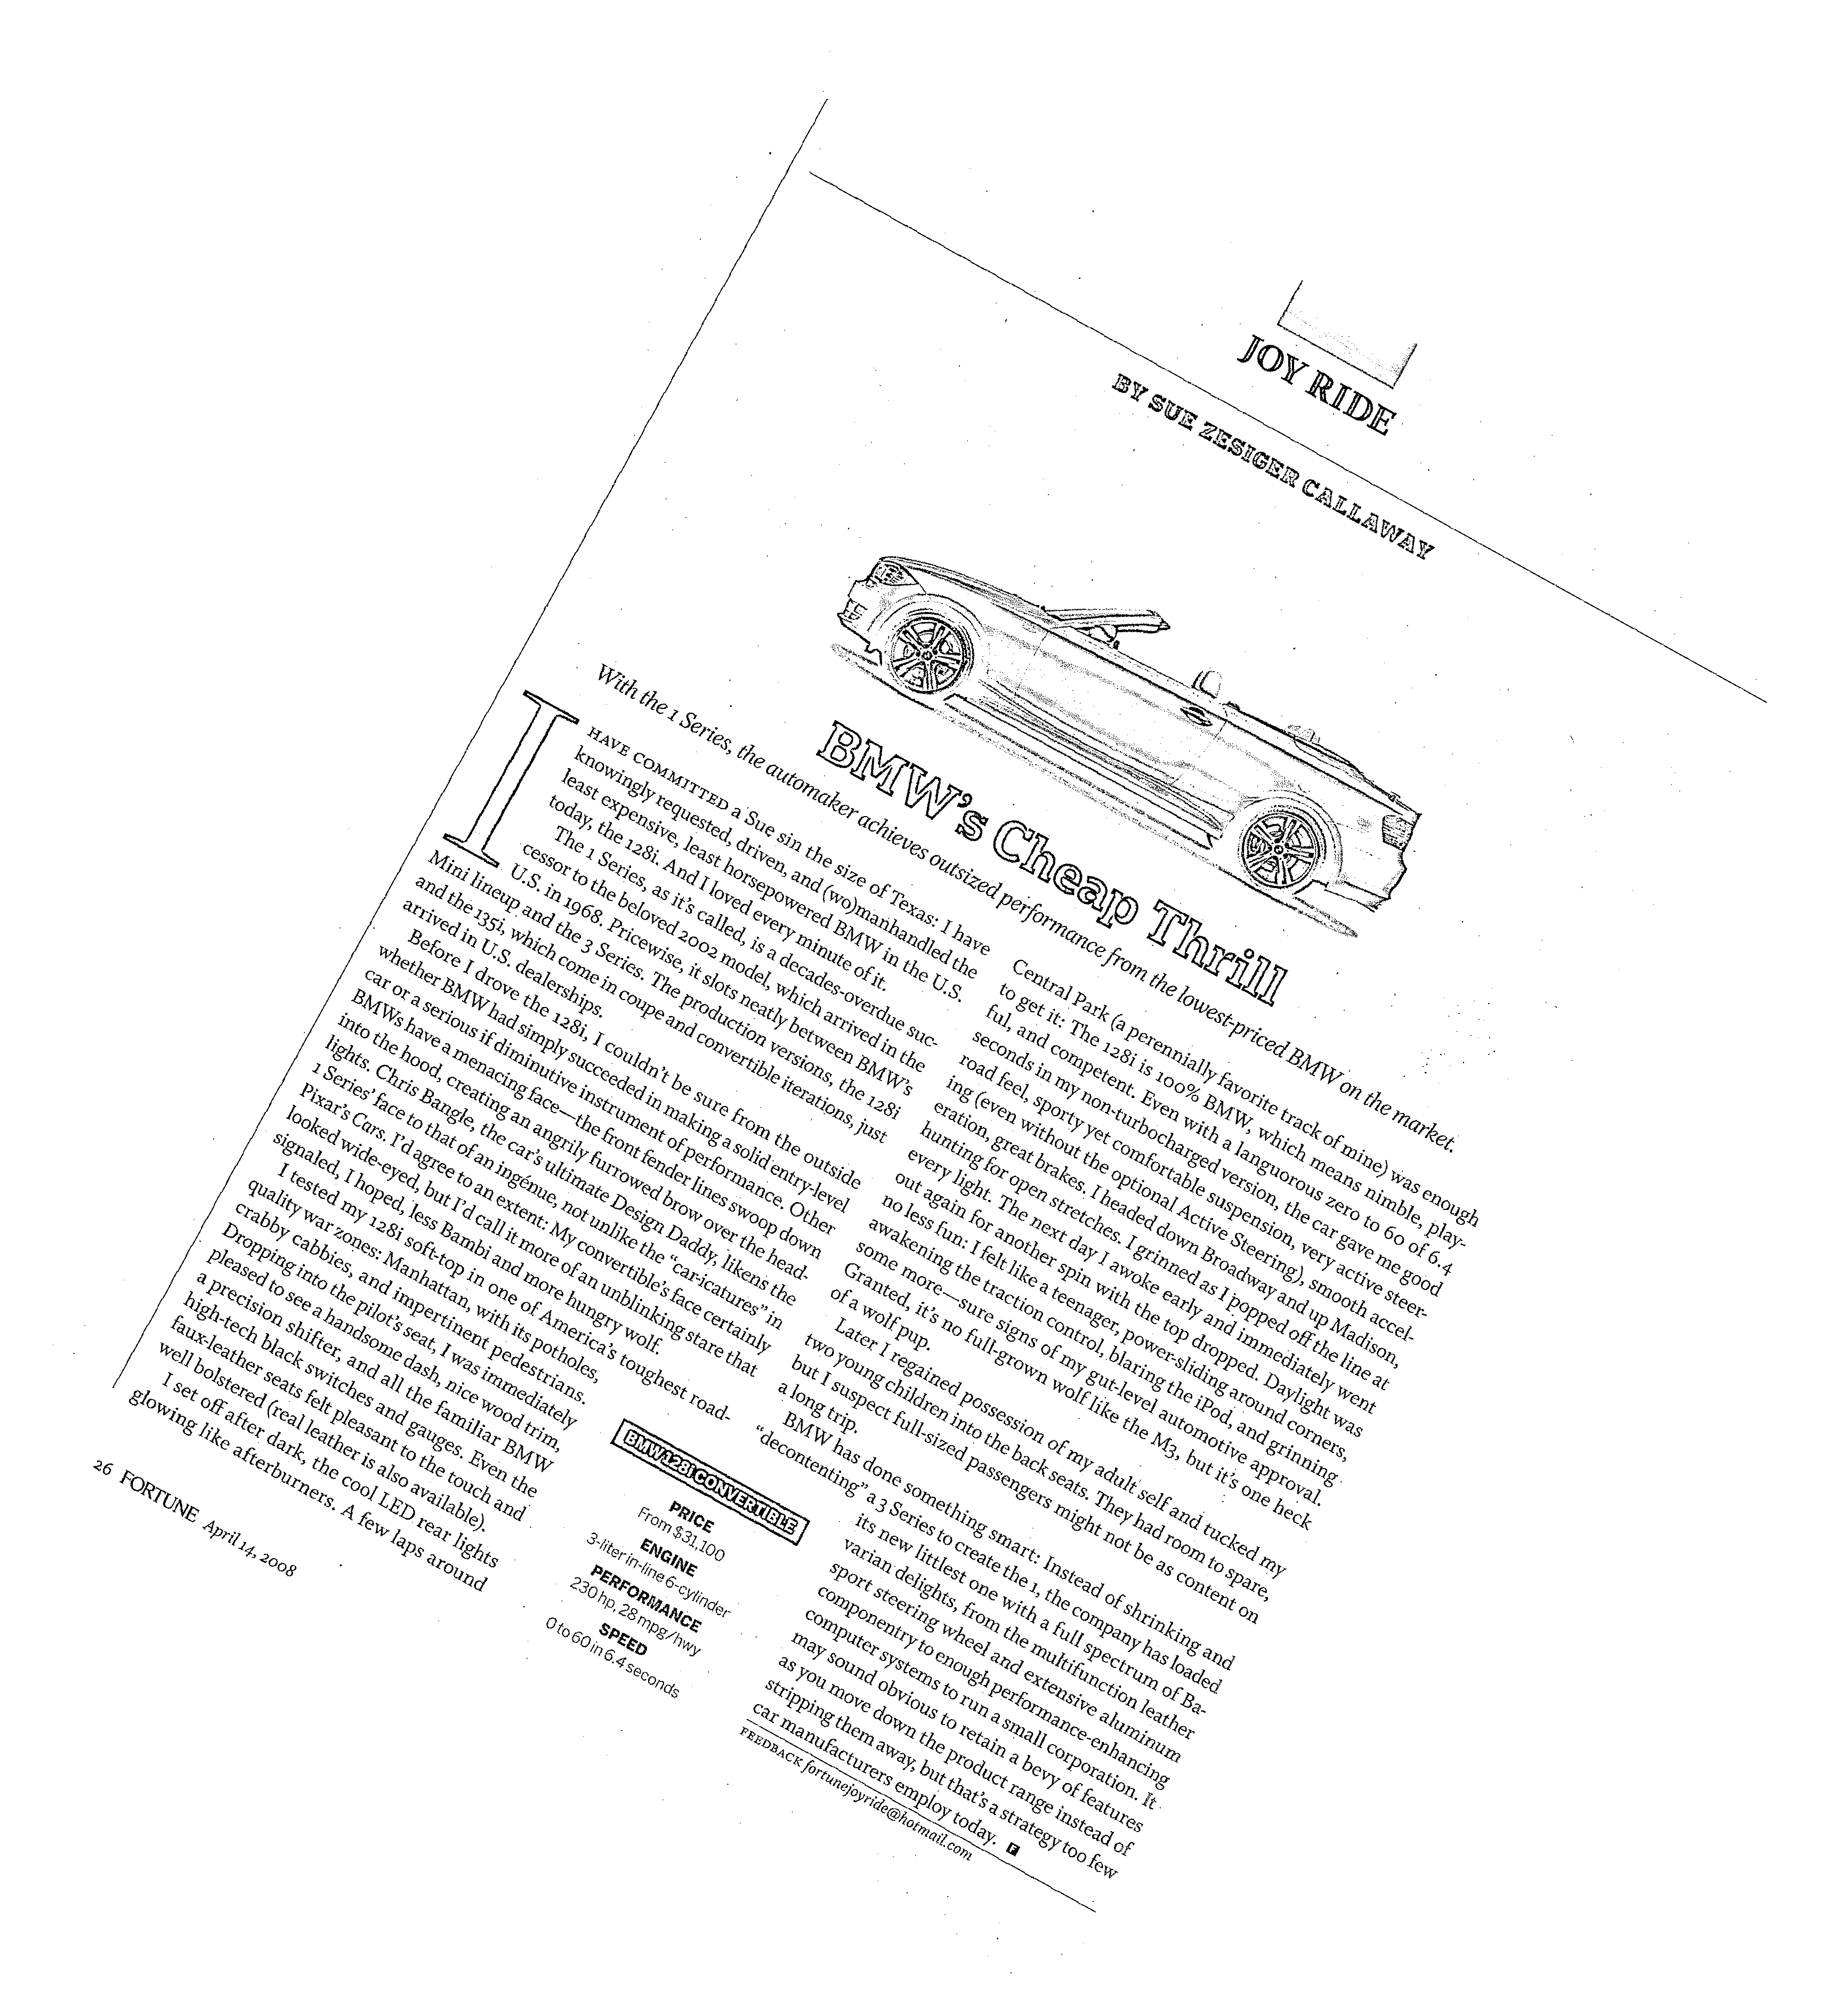 JOY RIDE
BY SUE ZESIGER CALLAWAY
BMW's Cheap Thrill
With the 1 Series, the automaker achieves outsized performance from the lowest-priced BMW on the market.
I HAVE COMMITTED a Sue sin the size of Texas: I have
knowingly requested, driven, and (wo)manhandled the
least expensive, least horsepowered BMW in the U.S.
today, the 128i. And I loved every minute of it.
The 1 Series, as it's called, is a decades-overdue suc-
cessor to the beloved 2002 model, which arrived in the
U.S. in 1968. Pricewise, it slots neatly between BMW's
Mini lineup and the 3 Series. The production versions, the 128i
and the 135i, which come in coupe and convertible iterations, just
arrived in U.S. dealerships.
Before I drove the 128i, I couldn't be sure from the outside
whether BMW had simply succeeded in making a solid entry-level
car or a serious if diminutive instrument of performance. Other
BMWs have a menacing face—the front fender lines swoop down
into the hood, creating an angrily furrowed brow over the head-
lights. Chris Bangle, the car's ultimate Design Daddy, likens the
1 Series' face to that of an ingénue, not unlike the "car-icatures" in
Pixar's Cars. I'd agree to an extent: My convertible's face certainly
looked wide-eyed, but I'd call it more of an unblinking stare that
signaled, I hoped, less Bambi and more hungry wolf.
I tested my 128i soft-top in one of America's toughest road-
quality war zones: Manhattan, with its potholes,
crabby cabbies, and impertinent pedestrians.
Dropping into the pilot's seat, I was immediately
pleased to see a handsome dash, nice wood trim,
a precision shifter, and all the familiar BMW
high-tech black switches and gauges. Even the
faux-leather seats felt pleasant to the touch and
well bolstered (real leather is also available).
I set off after dark, the cool LED rear lights
glowing like afterburners. A few laps around
Central Park (a perennially favorite track of mine) was enough
to get it: The 128i is 100% BMW, which means nimble, play-
ful, and competent. Even with a languorous zero to 60 of 6.4
seconds in my non-turbocharged version, the car gave me good
road feel, sporty yet comfortable suspension, very active steer-
ing (even without the optional Active Steering), smooth accel-
eration, great brakes. I headed down Broadway and up Madison,
hunting for open stretches. I grinned as I popped off the line at
every light. The next day I awoke early and immediately went
out again for another spin with the top dropped. Daylight was
no less fun: I felt like a teenager, power-sliding around corners,
awakening the traction control, blaring the iPod, and grinning
some more—sure signs of my gut-level automotive approval.
Granted, it's no full-grown wolf like the M3, but it's one heck
of a wolf pup.
Later I regained possession of my adult self and tucked my
two young children into the back seats. They had room to spare,
but I suspect full-sized passengers might not be as content on
a long trip.
BMW has done something smart: Instead of shrinking and
"decontenting" a 3 Series to create the 1, the company has loaded
its new littlest one with a full spectrum of Ba-
varian delights, from the multifunction leather
sport steering wheel and extensive aluminum
componentry to enough performance-enhancing
computer systems to run a small corporation. It
may sound obvious to retain a bevy of features
as you move down the product range instead of
stripping them away, but that's a strategy too few
car manufacturers employ today. F
FEEDBACK fortunejoyride@hotmail.com
BMW 128I CONVERTIBLE
PRICE
From $31,100
ENGINE
3-liter in-line 6-cylinder
PERFORMANCE
230 hp, 28 mpg/hwy
SPEED
0 to 60 in 6.4 seconds
26 FORTUNE April 14, 2008